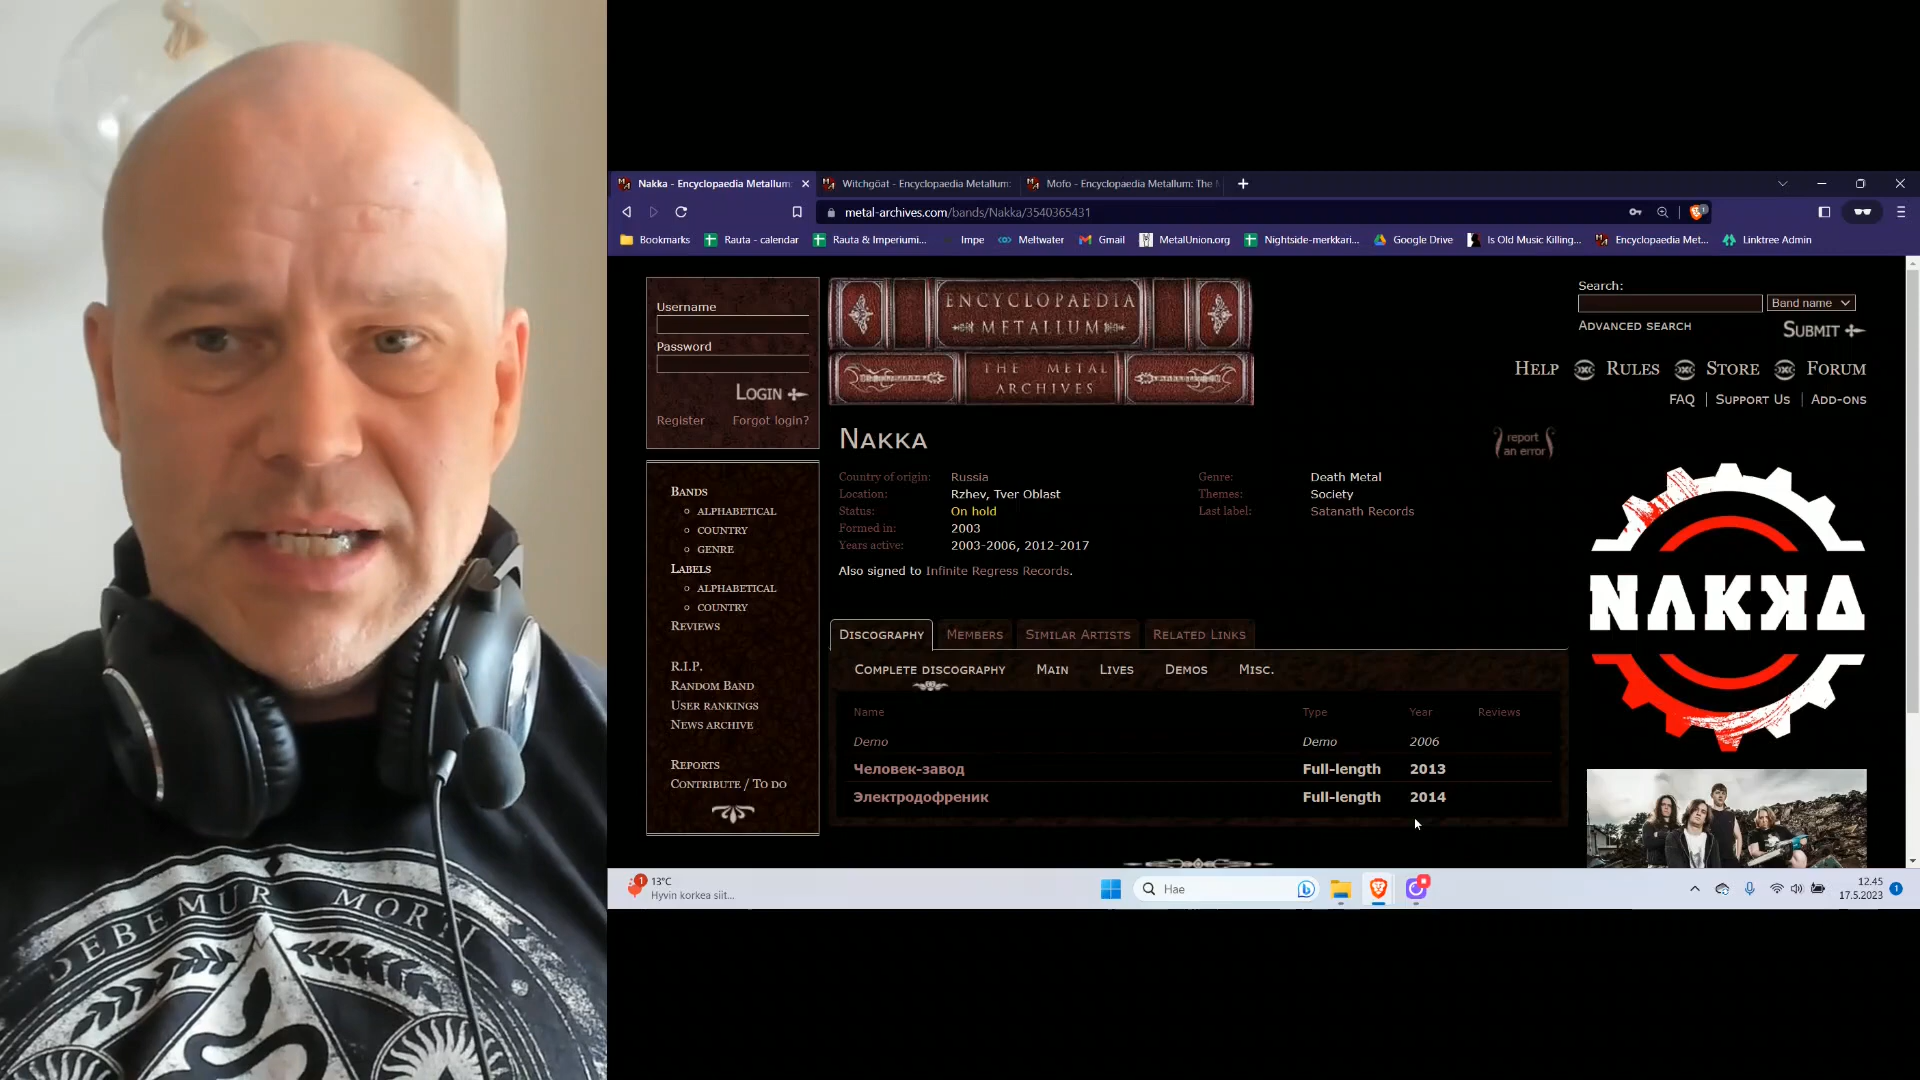 DEBEMUR MORTI
Nakka - Encyclopaedia Metallum:
Witchgöat - Encyclopaedia Metallum:
Mofo - Encyclopaedia Metallum: The
metal-archives.com/bands/Nakka/3540365431
Bookmarks
Rauta - calendar
Rauta & Imperiumi...
Impe
Meltwater
Gmail
MetalUnion.org
Nightside-merkkari...
Google Drive
Is Old Music Killing...
Encyclopaedia Met...
Linktree Admin
Username
Password
LOGIN
Register
Forgot login?
ENCYCLOPAEDIA
METALLUM
THE METAL
ARCHIVES
Search:
Band name
ADVANCED SEARCH
SUBMIT
HELP
RULES
STORE
FORUM
FAQ
SUPPORT US
ADD-ONS
NAKKA
report
an error
Country of origin: Russia
Location: Rzhev, Tver Oblast
Status: On hold
Formed in: 2003
Years active: 2003-2006, 2012-2017
Genre: Death Metal
Themes: Society
Last label: Satanath Records
Also signed to Infinite Regress Records.
BANDS
ALPHABETICAL
COUNTRY
GENRE
LABELS
ALPHABETICAL
COUNTRY
REVIEWS
R.I.P.
RANDOM BAND
USER RANKINGS
NEWS ARCHIVE
REPORTS
CONTRIBUTE / TO DO
DISCOGRAPHY
MEMBERS
SIMILAR ARTISTS
RELATED LINKS
COMPLETE DISCOGRAPHY
MAIN
LIVES
DEMOS
MISC.
Name Type Year Reviews
Demo Demo 2006
Человек-завод Full-length 2013
Электродофреник Full-length 2014
NAKKA
1
13°C
Hyvin korkea siit...
Hae
12.45
17.5.2023
1